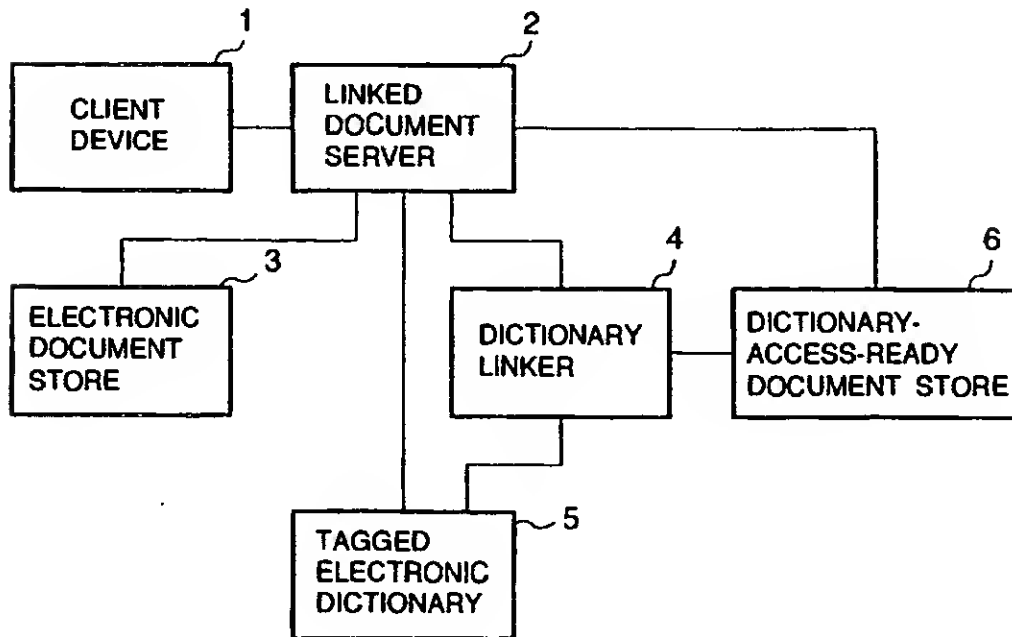 1
CLIENT
DEVICE
2
LINKED
DOCUMENT
SERVER
3
ELECTRONIC
DOCUMENT
STORE
4
DICTIONARY
LINKER
6
DICTIONARY-
ACCESS-READY
DOCUMENT STORE
5
TAGGED
ELECTRONIC
DICTIONARY